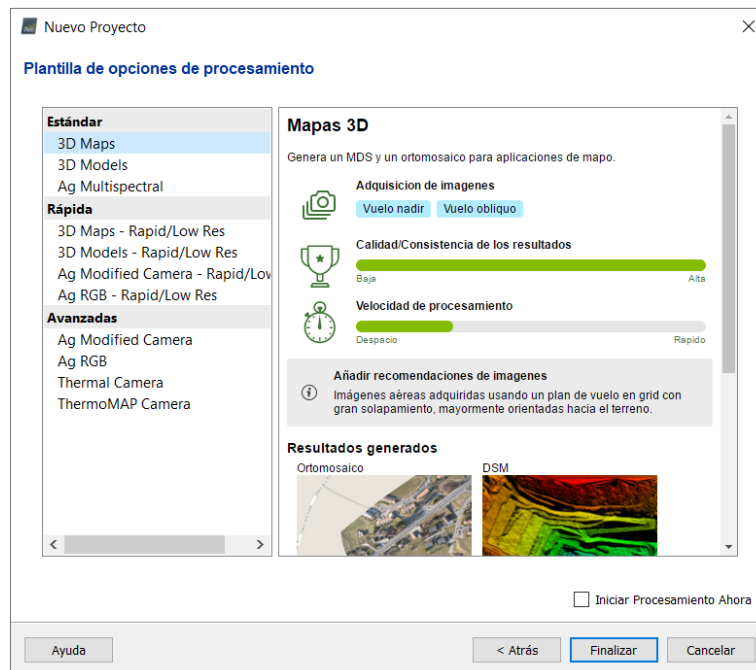 Nuevo Proyecto
Plantilla de opciones de procesamiento
Estándar
3D Maps
3D Models
Ag Multispectral
Rápida
3D Maps - Rapid/Low Res
3D Models - Rapid/Low Res
Ag Modified Camera - Rapid/Low
Ag RGB - Rapid/Low Res
Avanzadas
Ag Modified Camera
Ag RGB
Thermal Camera
ThermoMAP Camera
Mapas 3D
Genera un MDS y un ortomosaico para aplicaciones de mapo.
Adquisicion de imagenes
Vuelo nadir Vuelo obliquo
Calidad/Consistencia de los resultados
Baja Alta
Velocidad de procesamiento
Despacio Rapido
Añadir recomendaciones de imagenes
Imágenes aéreas adquiridas usando un plan de vuelo en grid con
gran solapamiento, mayormente orientadas hacia el terreno.
Resultados generados
Ortomosaico DSM
Iniciar Procesamiento Ahora
Ayuda < Atrás Finalizar Cancelar